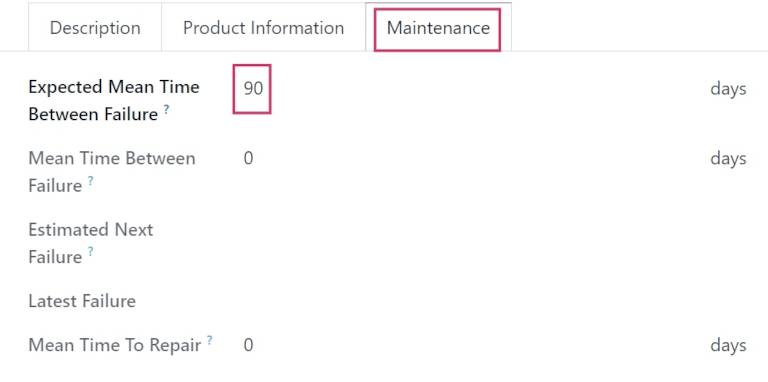 Description Product Information Maintenance
Expected Mean Time 90 days
Between Failure ?
Mean Time Between 0 days
Failure ?
Estimated Next
Failure ?
Latest Failure
Mean Time To Repair ? 0 days